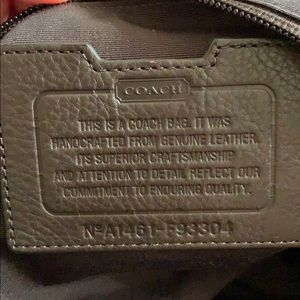 COACH
THIS IS A COACH BAG. IT WAS
HANDCRAFTED FROM GENUINE LEATHER,
ITS SUPERIOR CRAFTSMANSHIP
AND ATTENTION TO DETAIL REFLECT OUR
COMMITMENT TO ENDURING QUALITY.
Nº A1461-F93304